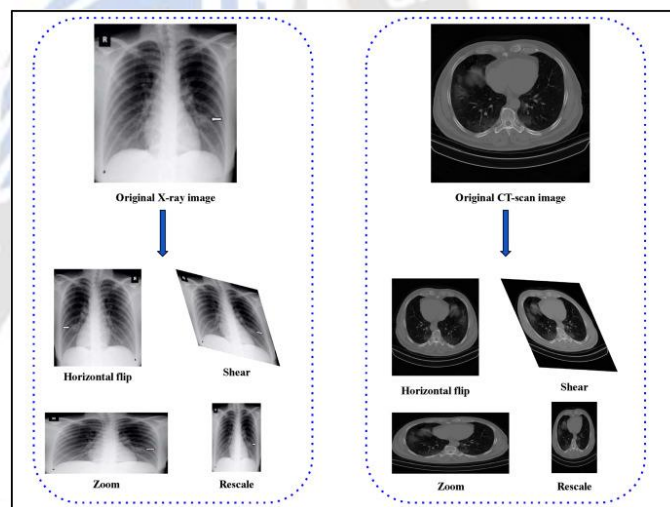 R
Original X-ray image
Original CT-scan image
Horizontal flip
Shear
Horizontal flip
Shear
Zoom
Rescale
Zoom
Rescale